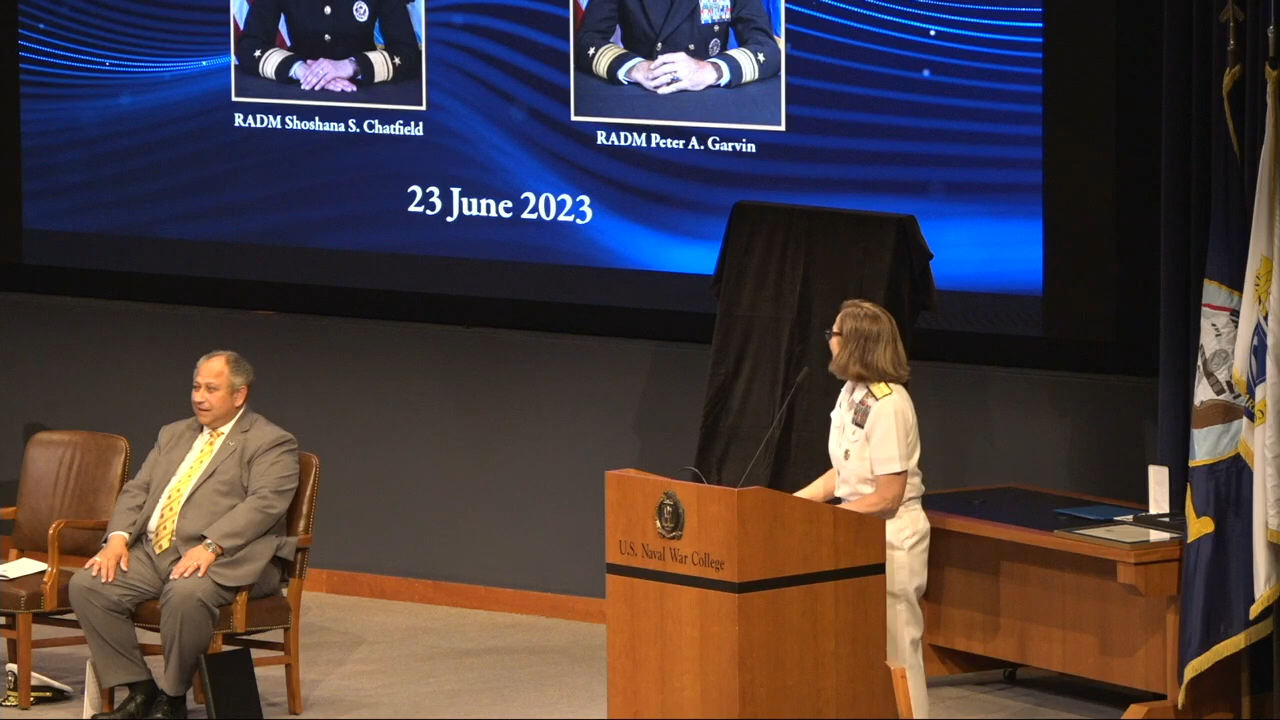 RADM Shoshana S. Chatfield
RADM Peter A. Garvin
23 June 2023
U.S. Naval War College